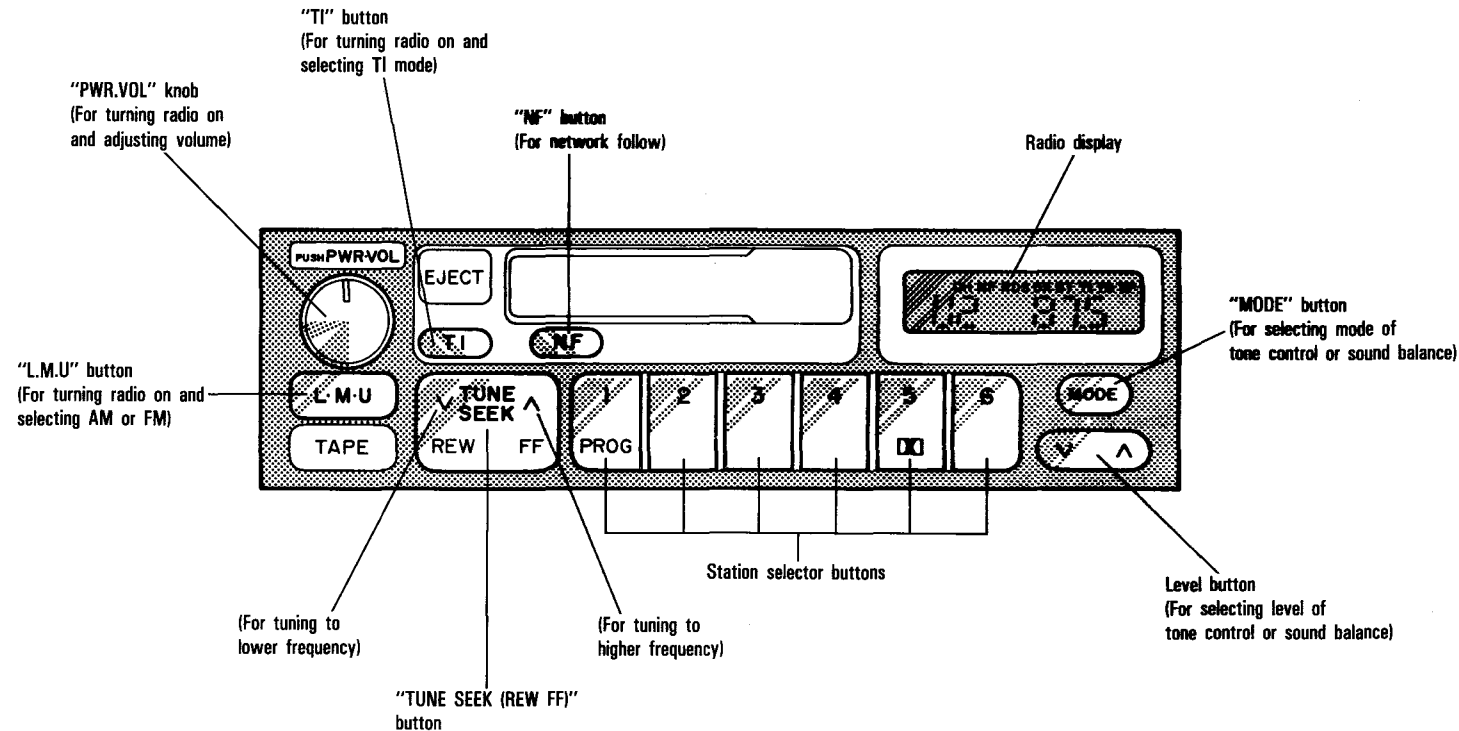 “TI” button
(For turning radio on and
selecting TI mode)
“PWR.VOL” knob
(For turning radio on
and adjusting volume)
“NF” button
(For network follow)
Radio display
PUSH PWR·VOL
EJECT
T.I
N.F
“MODE” button
(For selecting mode of
tone control or sound balance)
“L.M.U” button
(For turning radio on and
selecting AM or FM)
L·M·U
TUNE
SEEK
REW FF
TAPE
1 2 3 4 5 6
PROG
MODE
Station selector buttons
Level button
(For selecting level of
tone control or sound balance)
(For tuning to
lower frequency)
(For tuning to
higher frequency)
“TUNE SEEK (REW FF)”
button